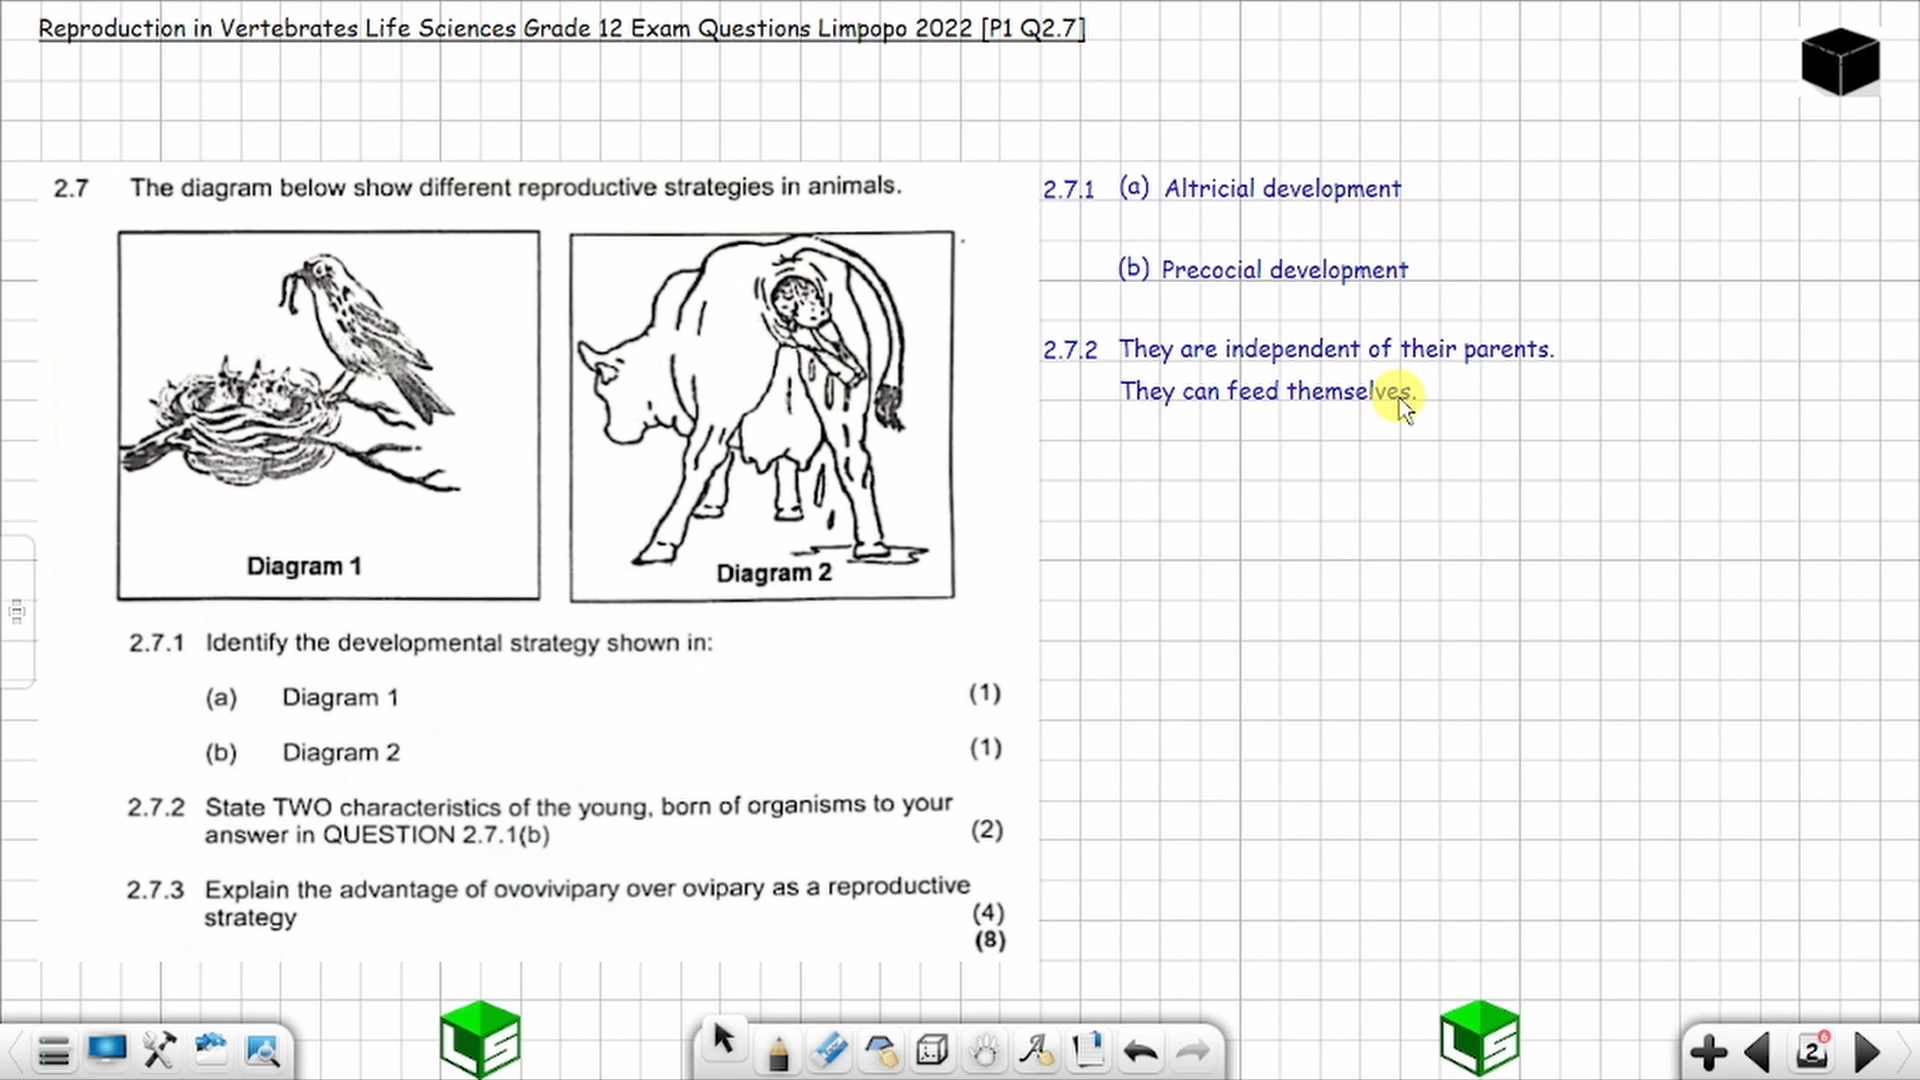 Reproduction in Vertebrates Life Sciences Grade 12 Exam Questions Limpopo 2022 [P1 Q2.7]
2.7 The diagram below show different reproductive strategies in animals.
Diagram 1
Diagram 2
2.7.1 Identify the developmental strategy shown in:
(a) Diagram 1 (1)
(b) Diagram 2 (1)
2.7.2 State TWO characteristics of the young, born of organisms to your
answer in QUESTION 2.7.1(b) (2)
2.7.3 Explain the advantage of ovovivipary over ovipary as a reproductive
strategy (4)
(8)
2.7.1 (a) Altricial development
(b) Precocial development
2.7.2 They are independent of their parents.
They can feed themselves.
LS
LS
2
6